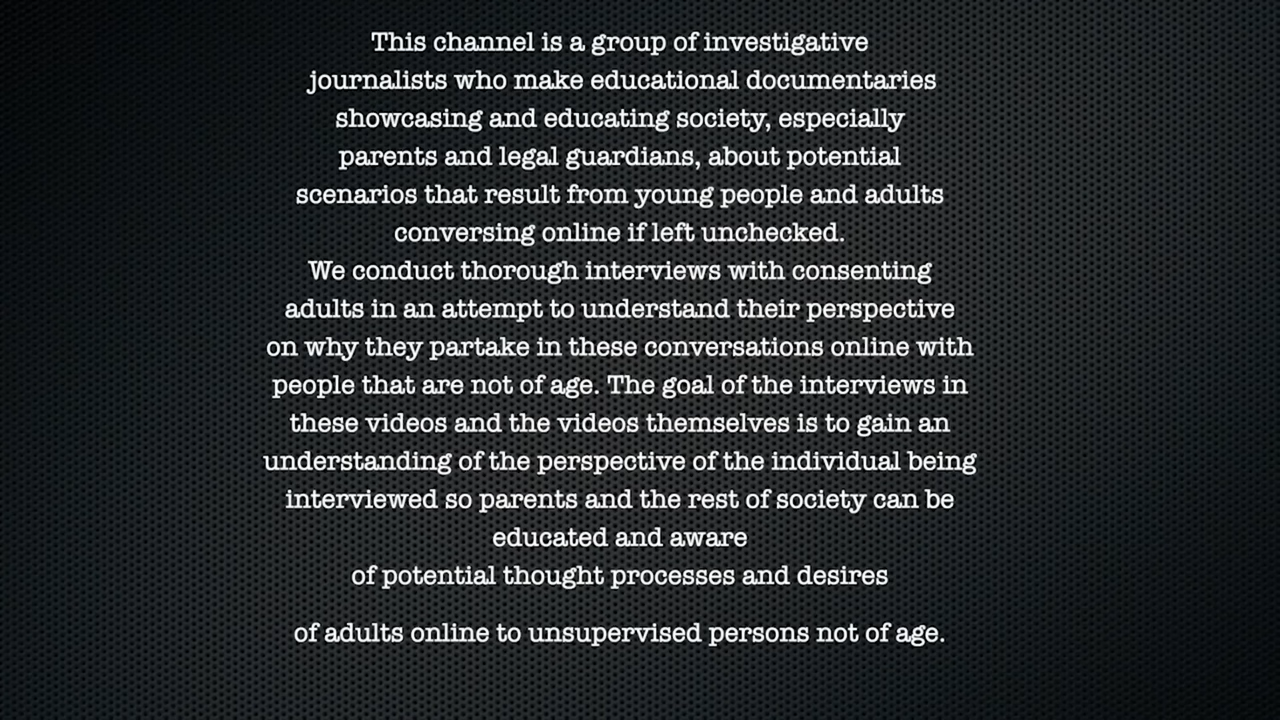 This channel is a group of investigative
journalists who make educational documentaries
showcasing and educating society, especially
parents and legal guardians, about potential
scenarios that result from young people and adults
conversing online if left unchecked.
We conduct thorough interviews with consenting
adults in an attempt to understand their perspective
on why they partake in these conversations online with
people that are not of age. The goal of the interviews in
these videos and the videos themselves is to gain an
understanding of the perspective of the individual being
interviewed so parents and the rest of society can be
educated and aware
of potential thought processes and desires
of adults online to unsupervised persons not of age.